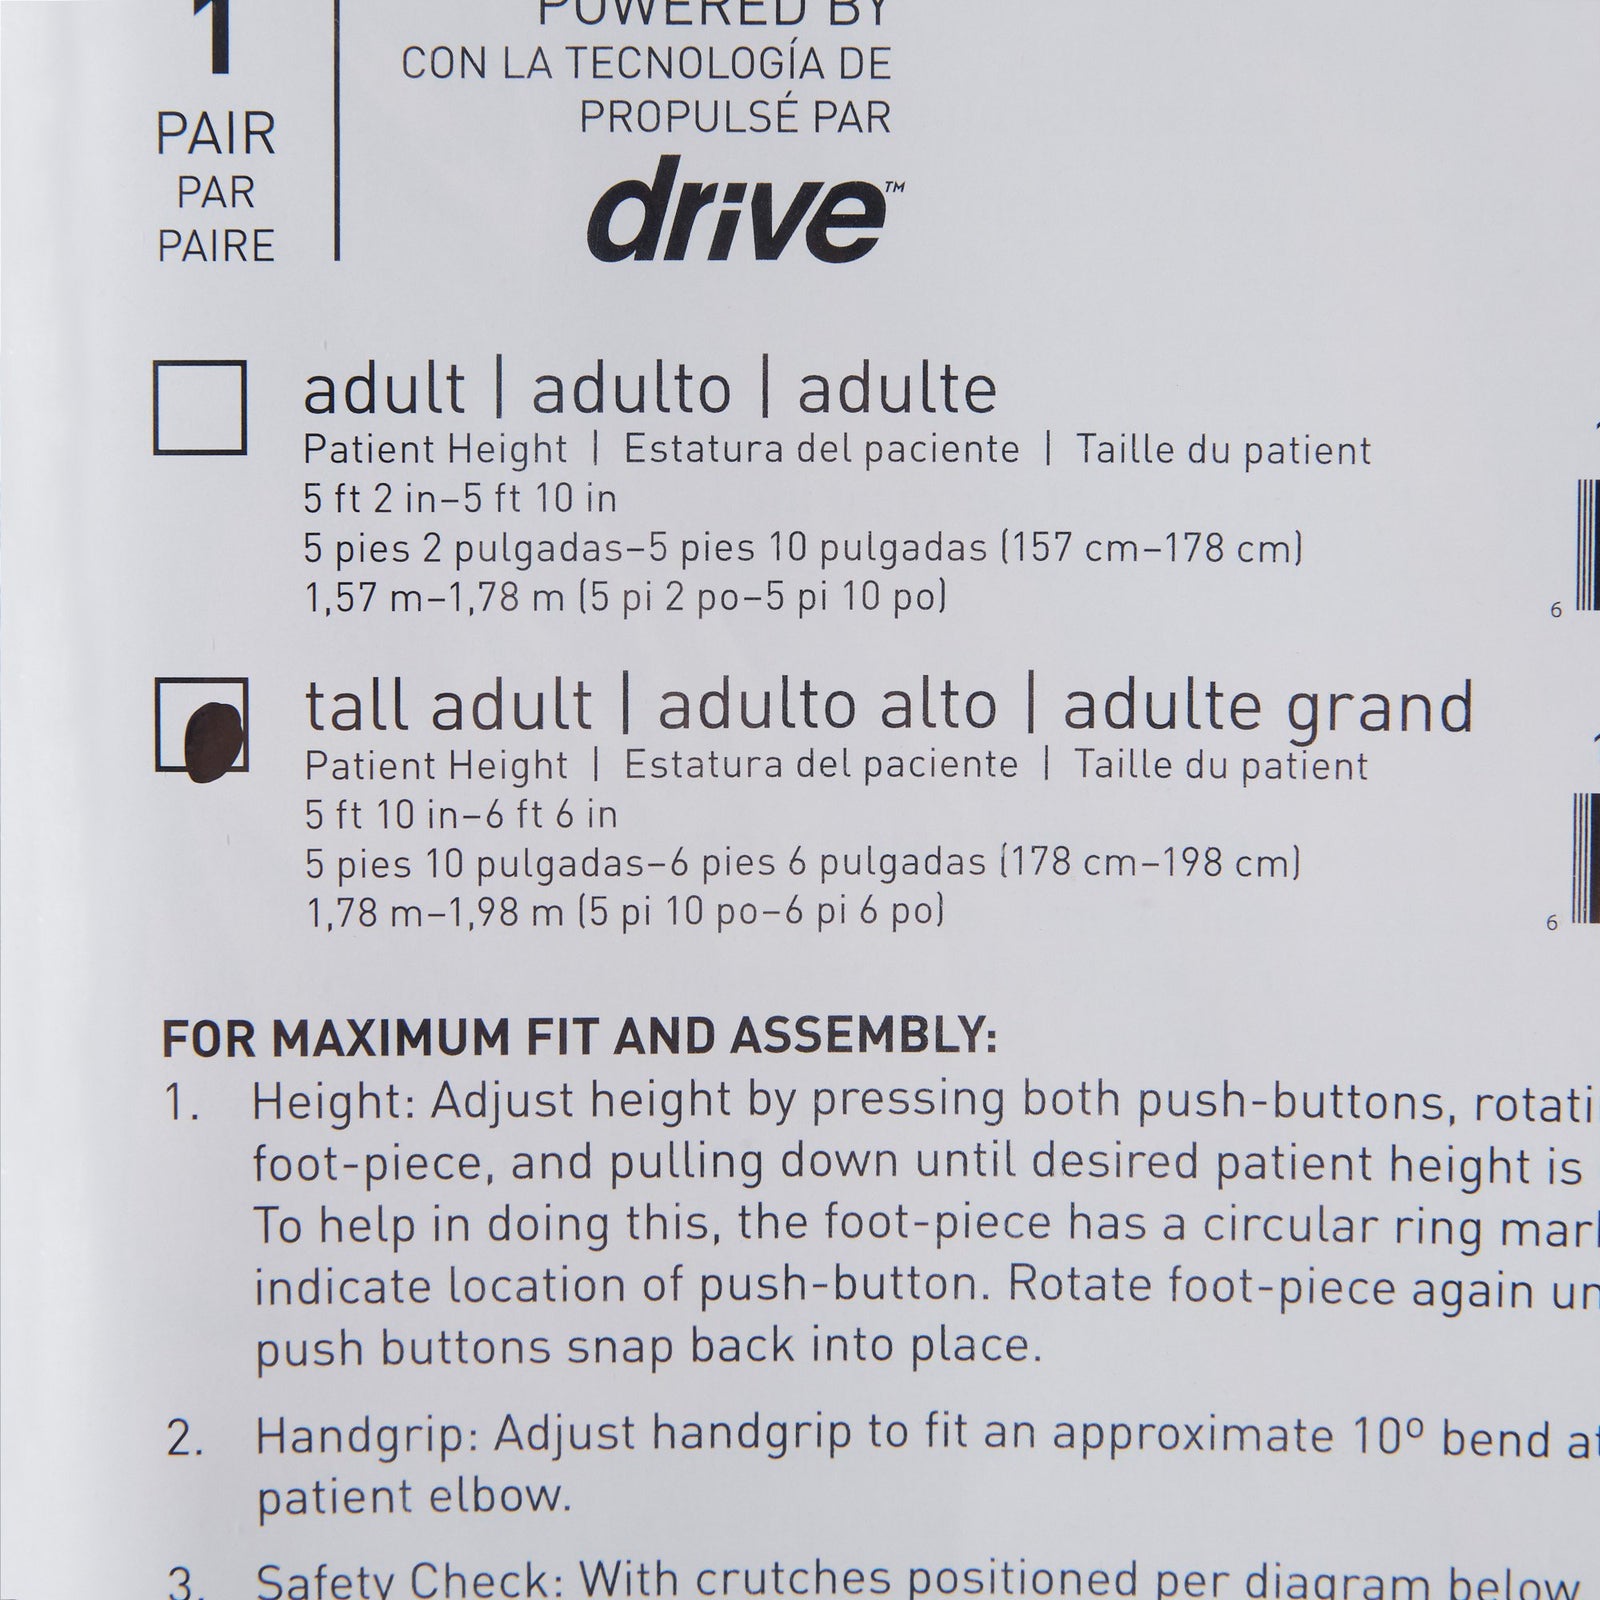 1
PAIR
PAR
PAIRE
POWERED BY
CON LA TECNOLOGÍA DE
PROPULSÉ PAR
drive™
adult | adulto | adulte
Patient Height | Estatura del paciente | Taille du patient
5 ft 2 in–5 ft 10 in
5 pies 2 pulgadas–5 pies 10 pulgadas (157 cm–178 cm)
1,57 m–1,78 m (5 pi 2 po–5 pi 10 po)
6
tall adult | adulto alto | adulte grand
Patient Height | Estatura del paciente | Taille du patient
5 ft 10 in–6 ft 6 in
5 pies 10 pulgadas–6 pies 6 pulgadas (178 cm–198 cm)
1,78 m–1,98 m (5 pi 10 po–6 pi 6 po)
6
FOR MAXIMUM FIT AND ASSEMBLY:
1. Height: Adjust height by pressing both push-buttons, rotati
foot-piece, and pulling down until desired patient height is
To help in doing this, the foot-piece has a circular ring mar
indicate location of push-button. Rotate foot-piece again un
push buttons snap back into place.
2. Handgrip: Adjust handgrip to fit an approximate 10º bend at
patient elbow.
3. Safety Check: With crutches positioned per diagram below